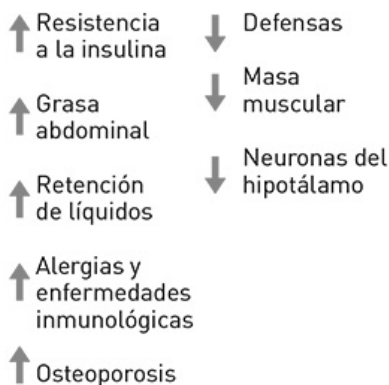 Resistencia
a la insulina
Grasa
abdominal
Retención
de líquidos
Alergias y
enfermedades
inmunológicas
Osteoporosis
Defensas
Masa
muscular
Neuronas del
hipotálamo